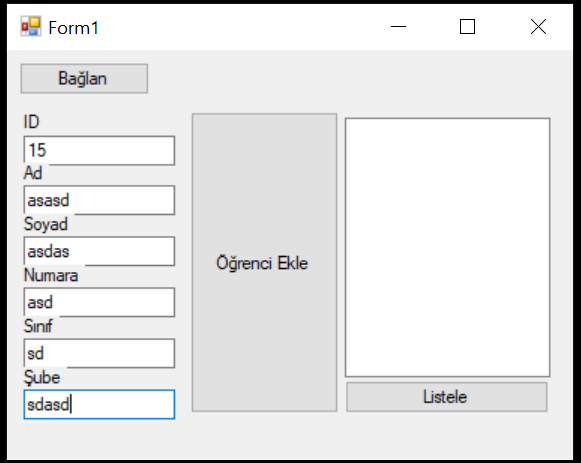 Form1
Bağlan
ID
15
Ad
asasd
Soyad
asdas
Numara
asd
Sınıf
sd
Şube
sdasd
Öğrenci Ekle
Listele